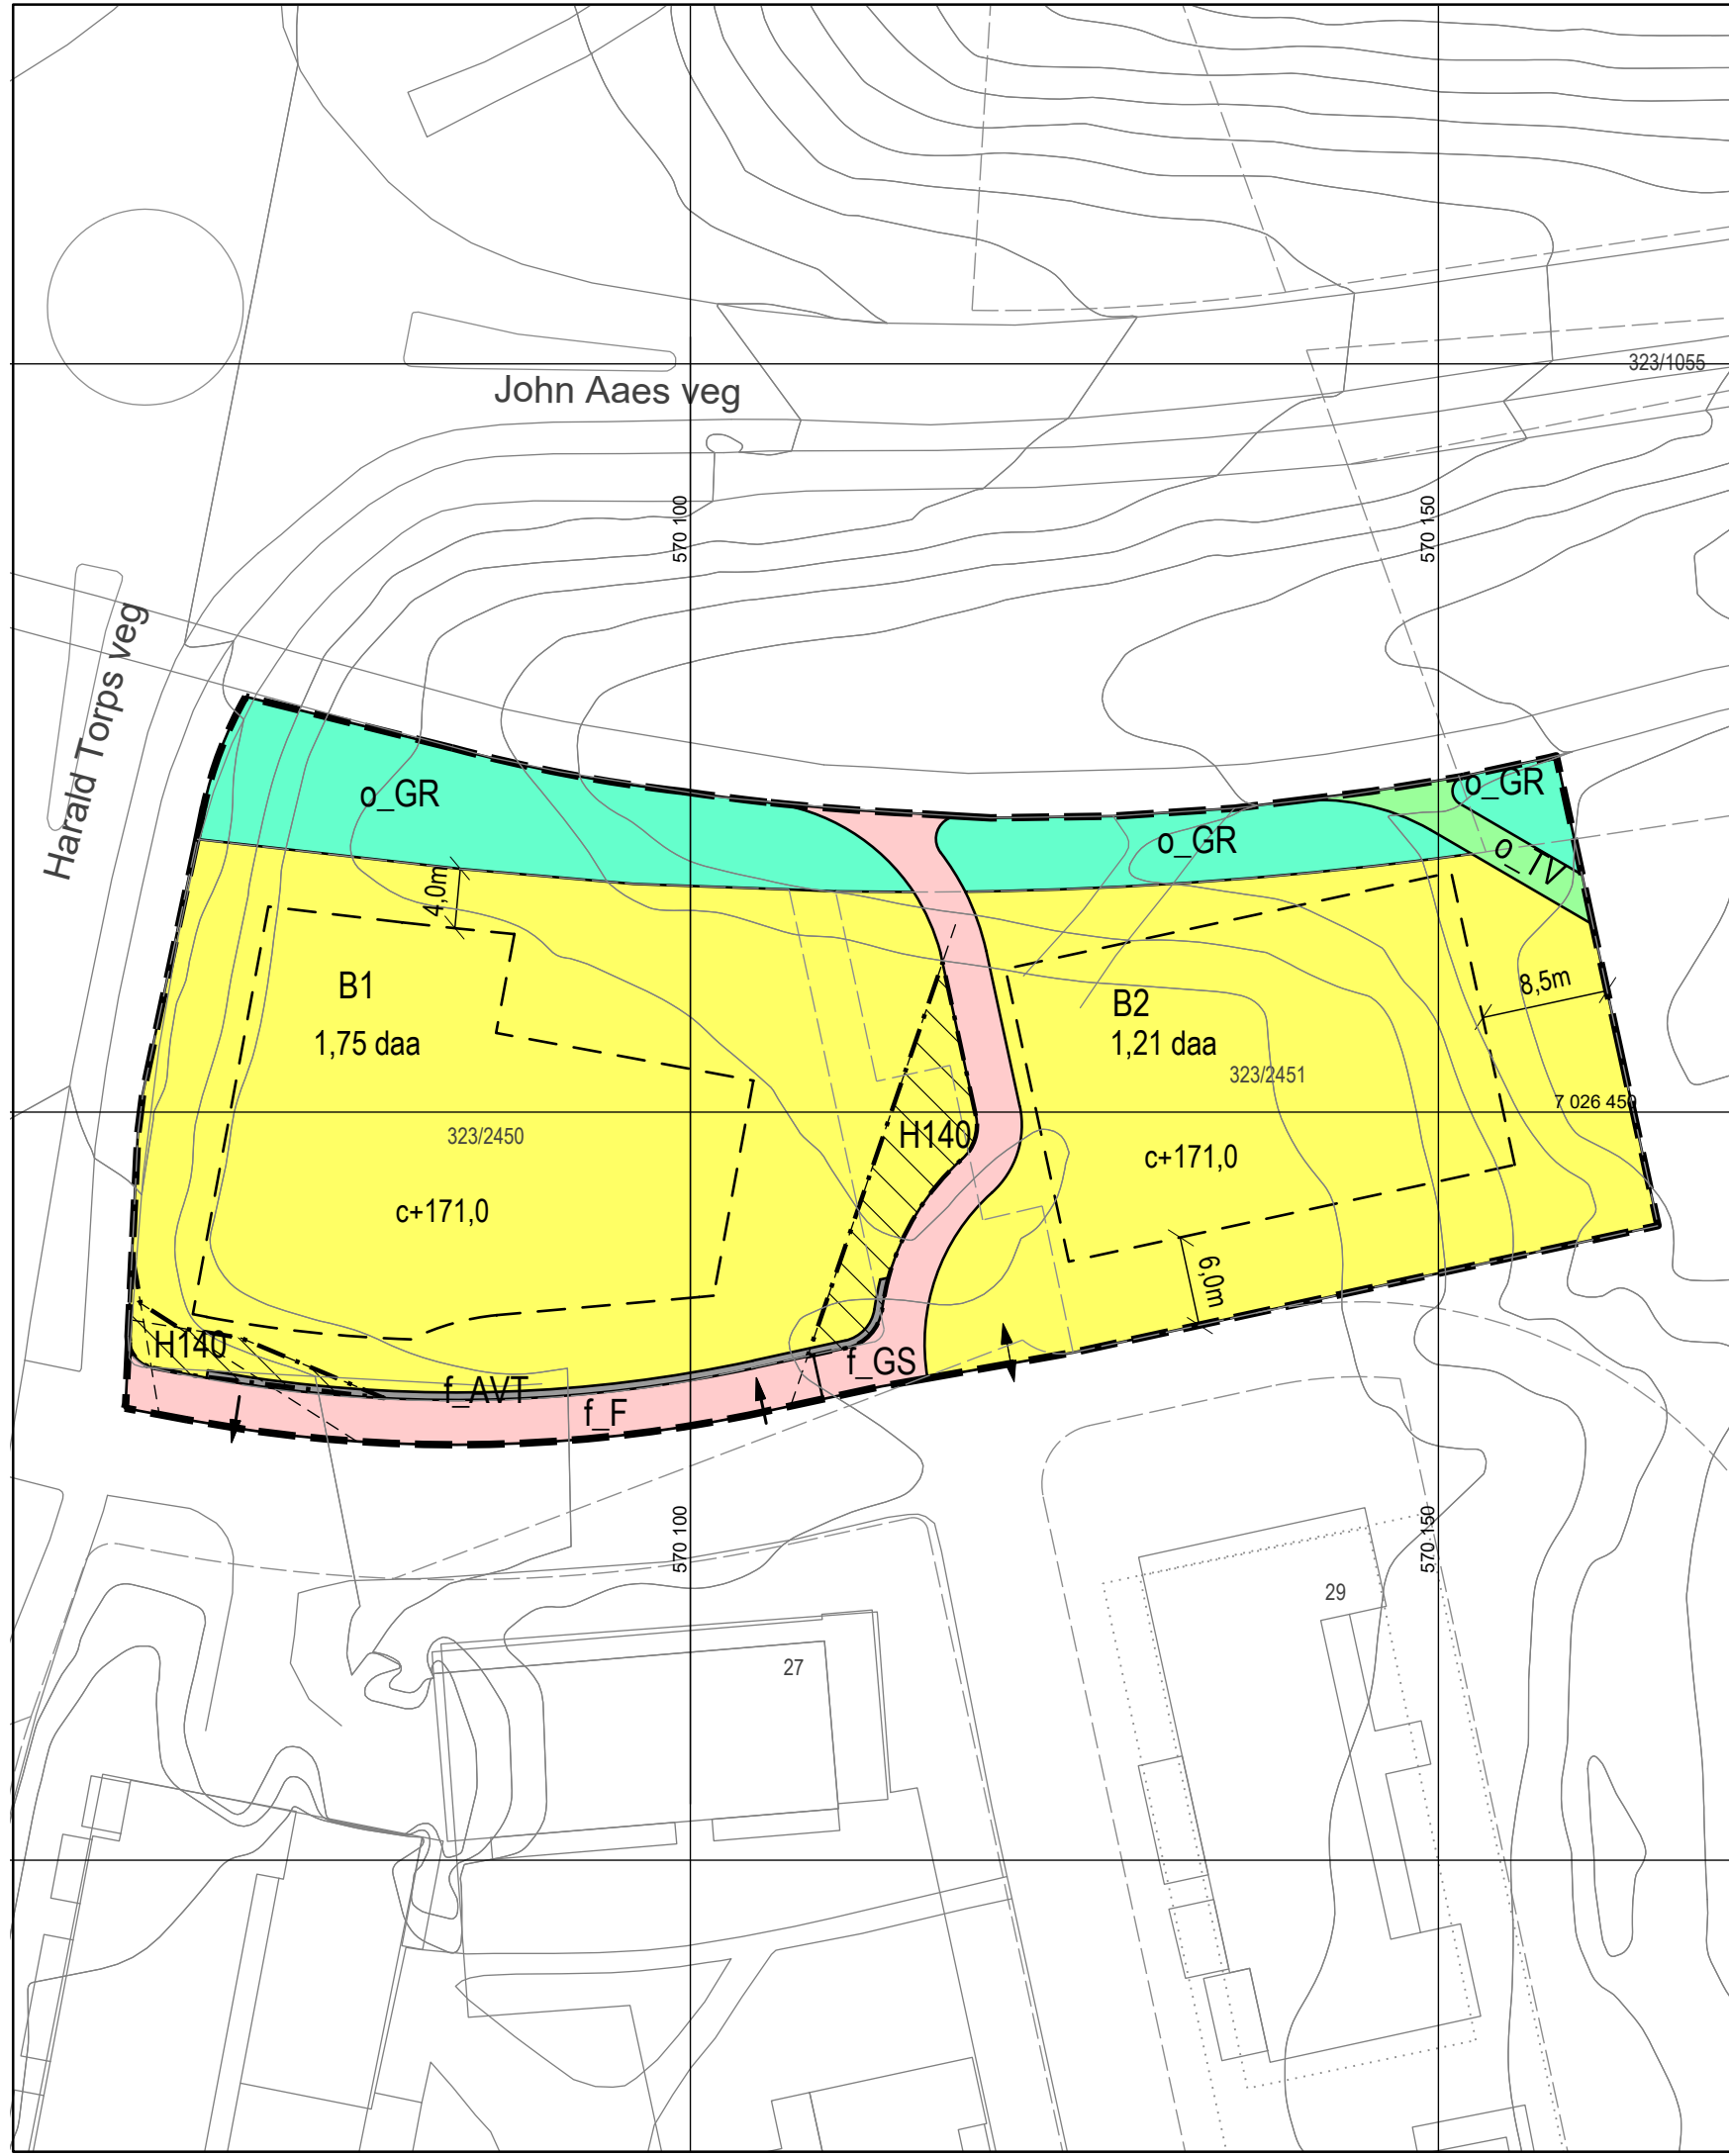 323/1055
John Aaes veg
570 100
570 150
Harald Torps veg
o_GR
o_GR
o_GR
o_TV
4,0m
B1
1,75 daa
B2
1,21 daa
8,5m
323/2451
7 026 450
323/2450
H140
c+171,0
c+171,0
6,0m
H140
f_GS
f_AVT
f_F
570 100
570 150
29
27